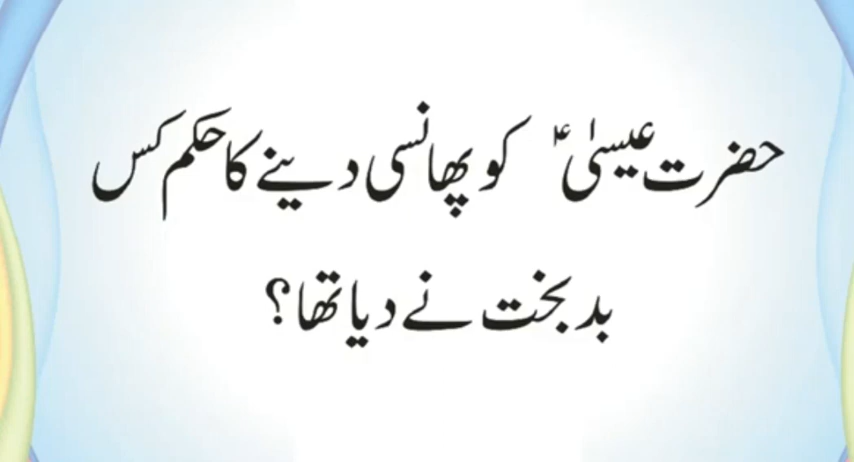 حضرت عیسیٰؑ کو پھانسی دینے کا حکم کس
بدبخت نے دیا تھا؟